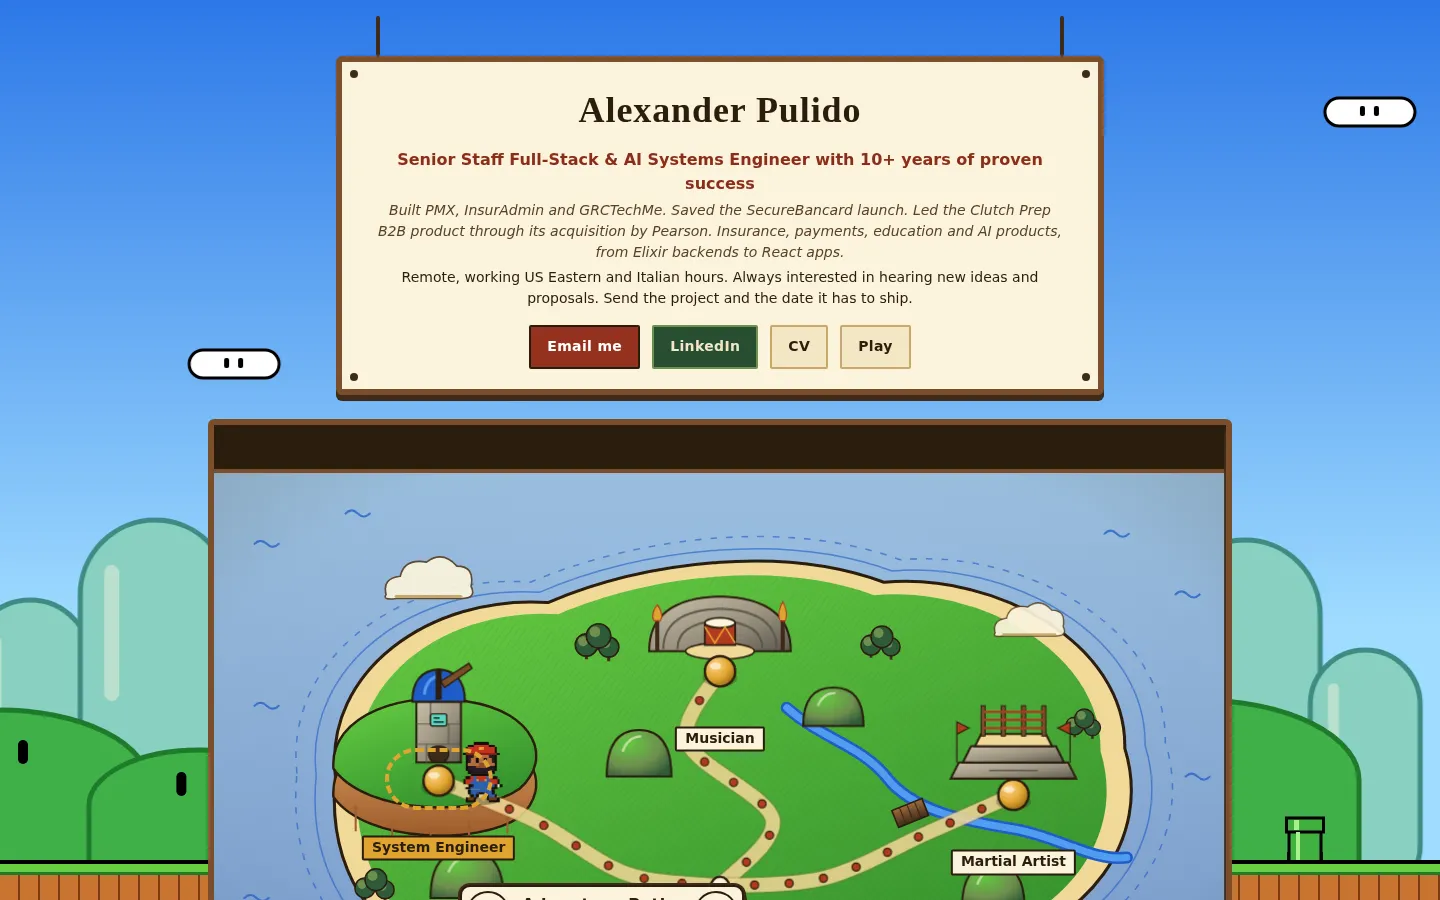 Alexander Pulido
Senior Staff Full-Stack & AI Systems Engineer with 10+ years of proven
success
Built PMX, InsurAdmin and GRCTechMe. Saved the SecureBancard launch. Led the Clutch Prep
B2B product through its acquisition by Pearson. Insurance, payments, education and AI products,
from Elixir backends to React apps.
Remote, working US Eastern and Italian hours. Always interested in hearing new ideas and
proposals. Send the project and the date it has to ship.
Email me LinkedIn CV Play
Musician
System Engineer
Martial Artist